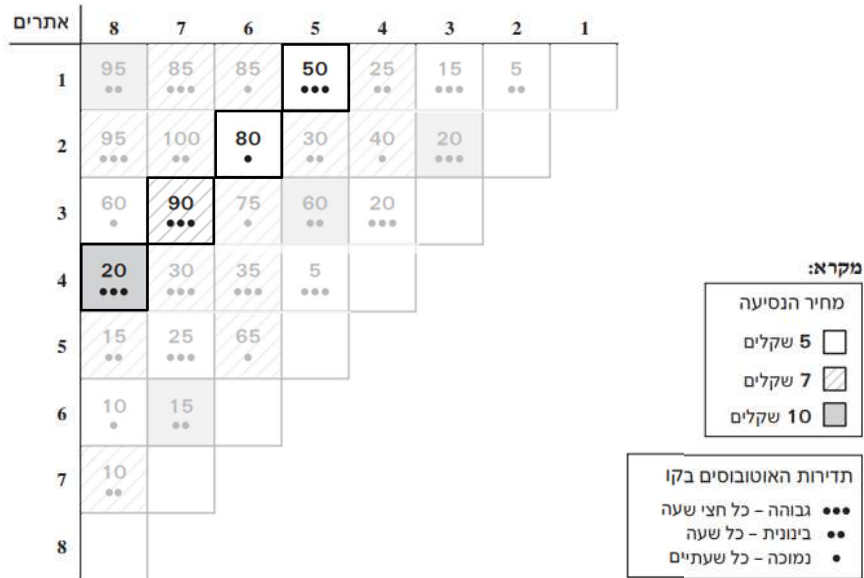 אתרים 8 7 6 5 4 3 2 1
1 95 •• 85 ••• 85 • 50 ••• 25 •• 15 ••• 5 ••
2 95 ••• 100 •• 80 • 30 •• 40 • 20 •••
3 60 • 90 ••• 75 • 60 •• 20 •••
4 20 ••• 30 ••• 35 ••• 5 •••
5 15 •• 25 ••• 65 •
6 10 • 15 ••
7 10 ••
8
מקרא:
מחיר הנסיעה
5 שקלים
7 שקלים
10 שקלים
תדירות האוטובוסים בקו
••• גבוהה – כל חצי שעה
•• בינונית – כל שעה
• נמוכה – כל שעתיים